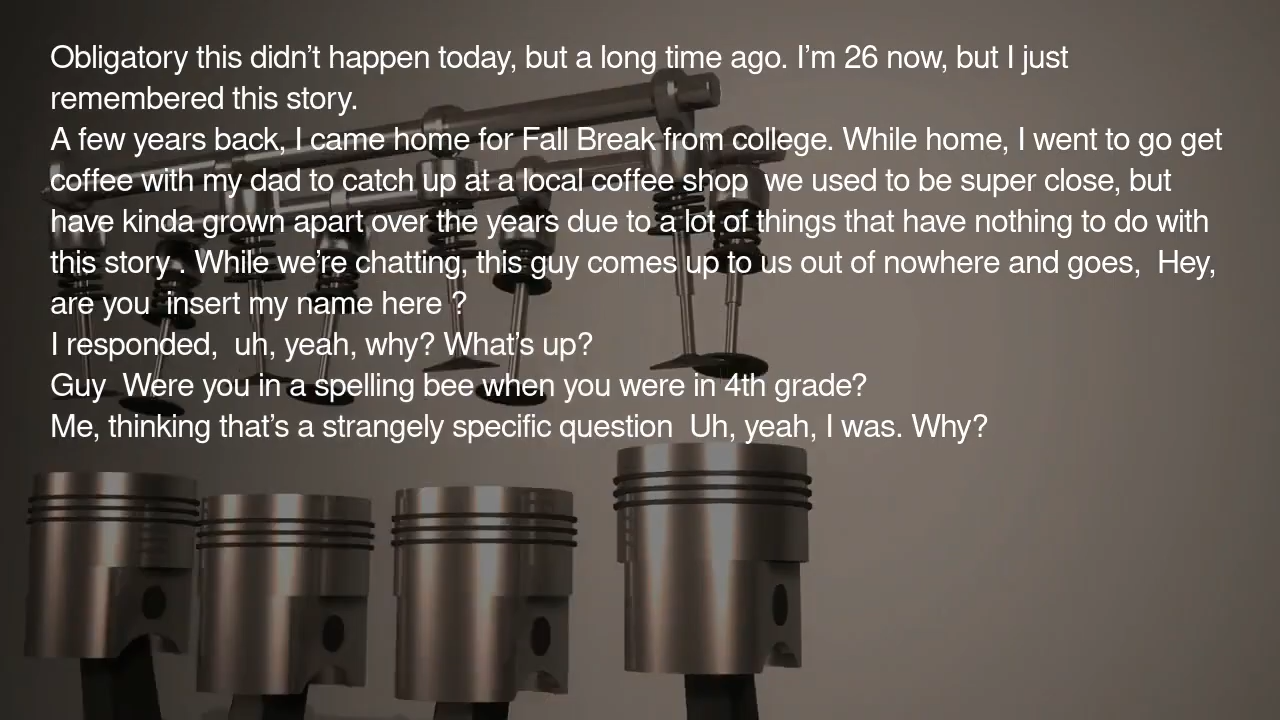 Obligatory this didn’t happen today, but a long time ago. I’m 26 now, but I just
remembered this story.
A few years back, I came home for Fall Break from college. While home, I went to go get
coffee with my dad to catch up at a local coffee shop  we used to be super close, but
have kinda grown apart over the years due to a lot of things that have nothing to do with
this story . While we’re chatting, this guy comes up to us out of nowhere and goes,  Hey,
are you  insert my name here ?
I responded,  uh, yeah, why? What’s up?
Guy  Were you in a spelling bee when you were in 4th grade?
Me, thinking that’s a strangely specific question  Uh, yeah, I was. Why?